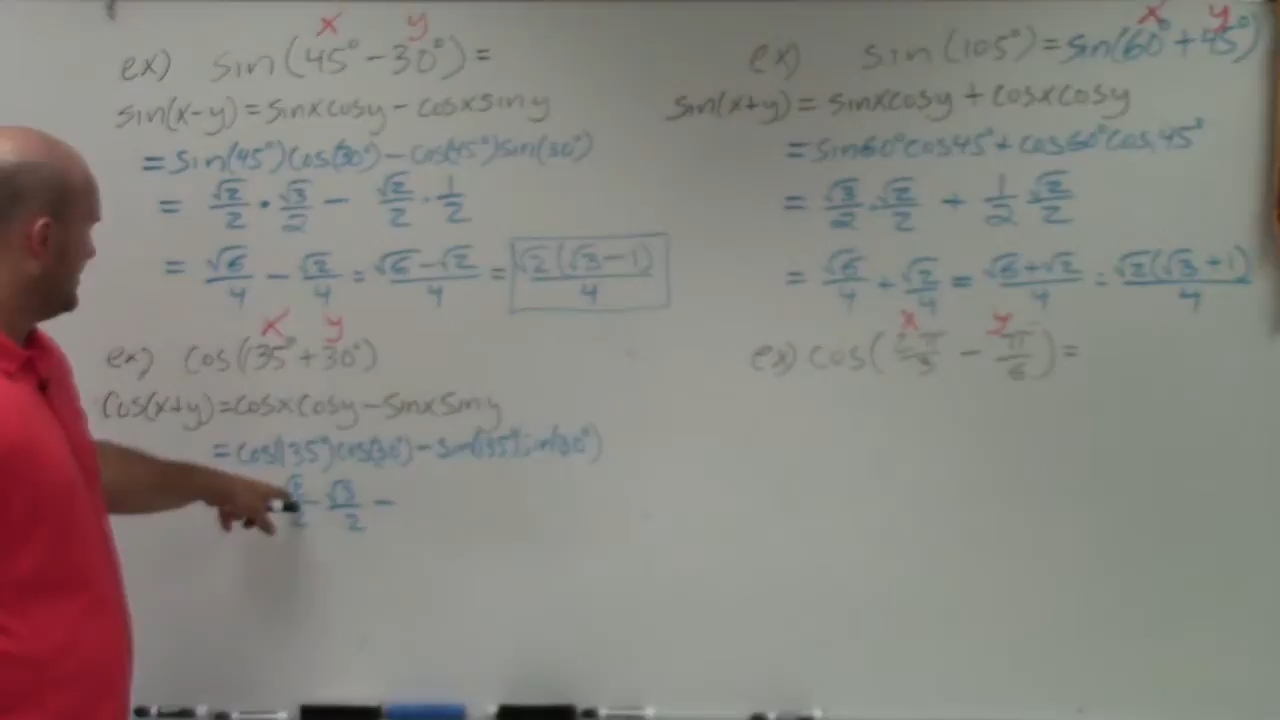 x y
ex) sin(45° - 30°) =
sin(x-y) = sinxcosy - cosxsiny
= sin(45°)cos(30°) - cos(45°)sin(30°)
= √2/2 · √3/2 - √2/2 · 1/2
= √6/4 - √2/4 = √6-√2/4 = √2(√3-1)/4
x y
ex) cos(135° + 30°)
cos(x+y) = cosxcosy - sinxsiny
= cos(135°)cos(30°) - sin(135°)sin(30°)
√2/2 √3/2 -
x y
ex) sin(105°) = sin(60° + 45°)
sin(x+y) = sinxcosy + cosxcosy
= sin60°cos45° + cos60°cos45°
= √3/2 · √2/2 + 1/2 √2/2
= √6/4 + √2/4 = √6+√2/4 = √2(√3+1)/4
x y
ex) cos(2π/3 - π/6) =